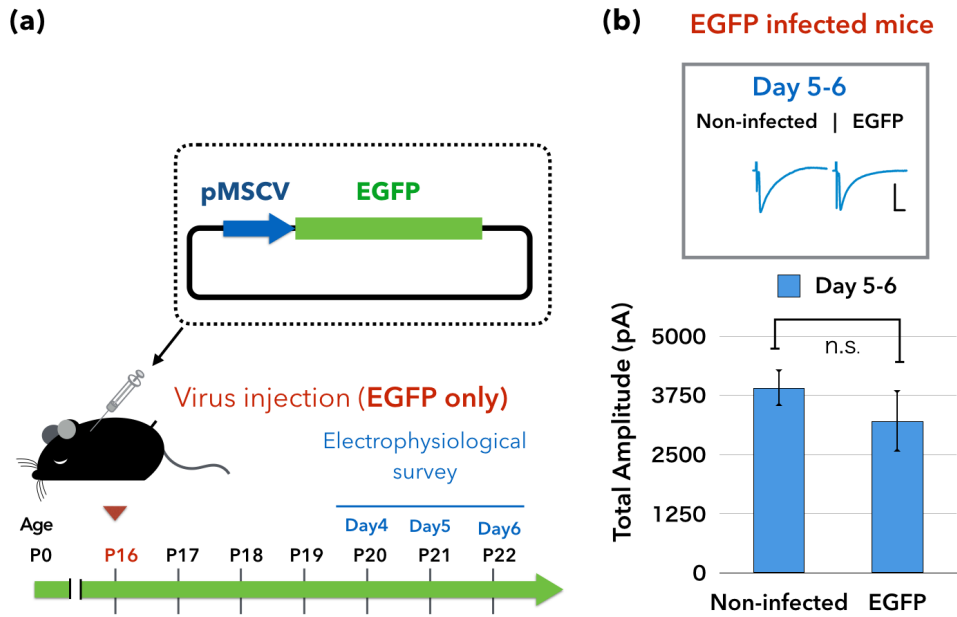 (a)
pMSCV EGFP
Virus injection (EGFP only)
Electrophysiological
survey
Day4 Day5 Day6
Age
P0 P16 P17 P18 P19 P20 P21 P22
(b)
EGFP infected mice
Day 5-6
Non-infected | EGFP
Day 5-6
Total Amplitude (pA)
5000
3750
2500
1250
0
n.s.
Non-infected EGFP